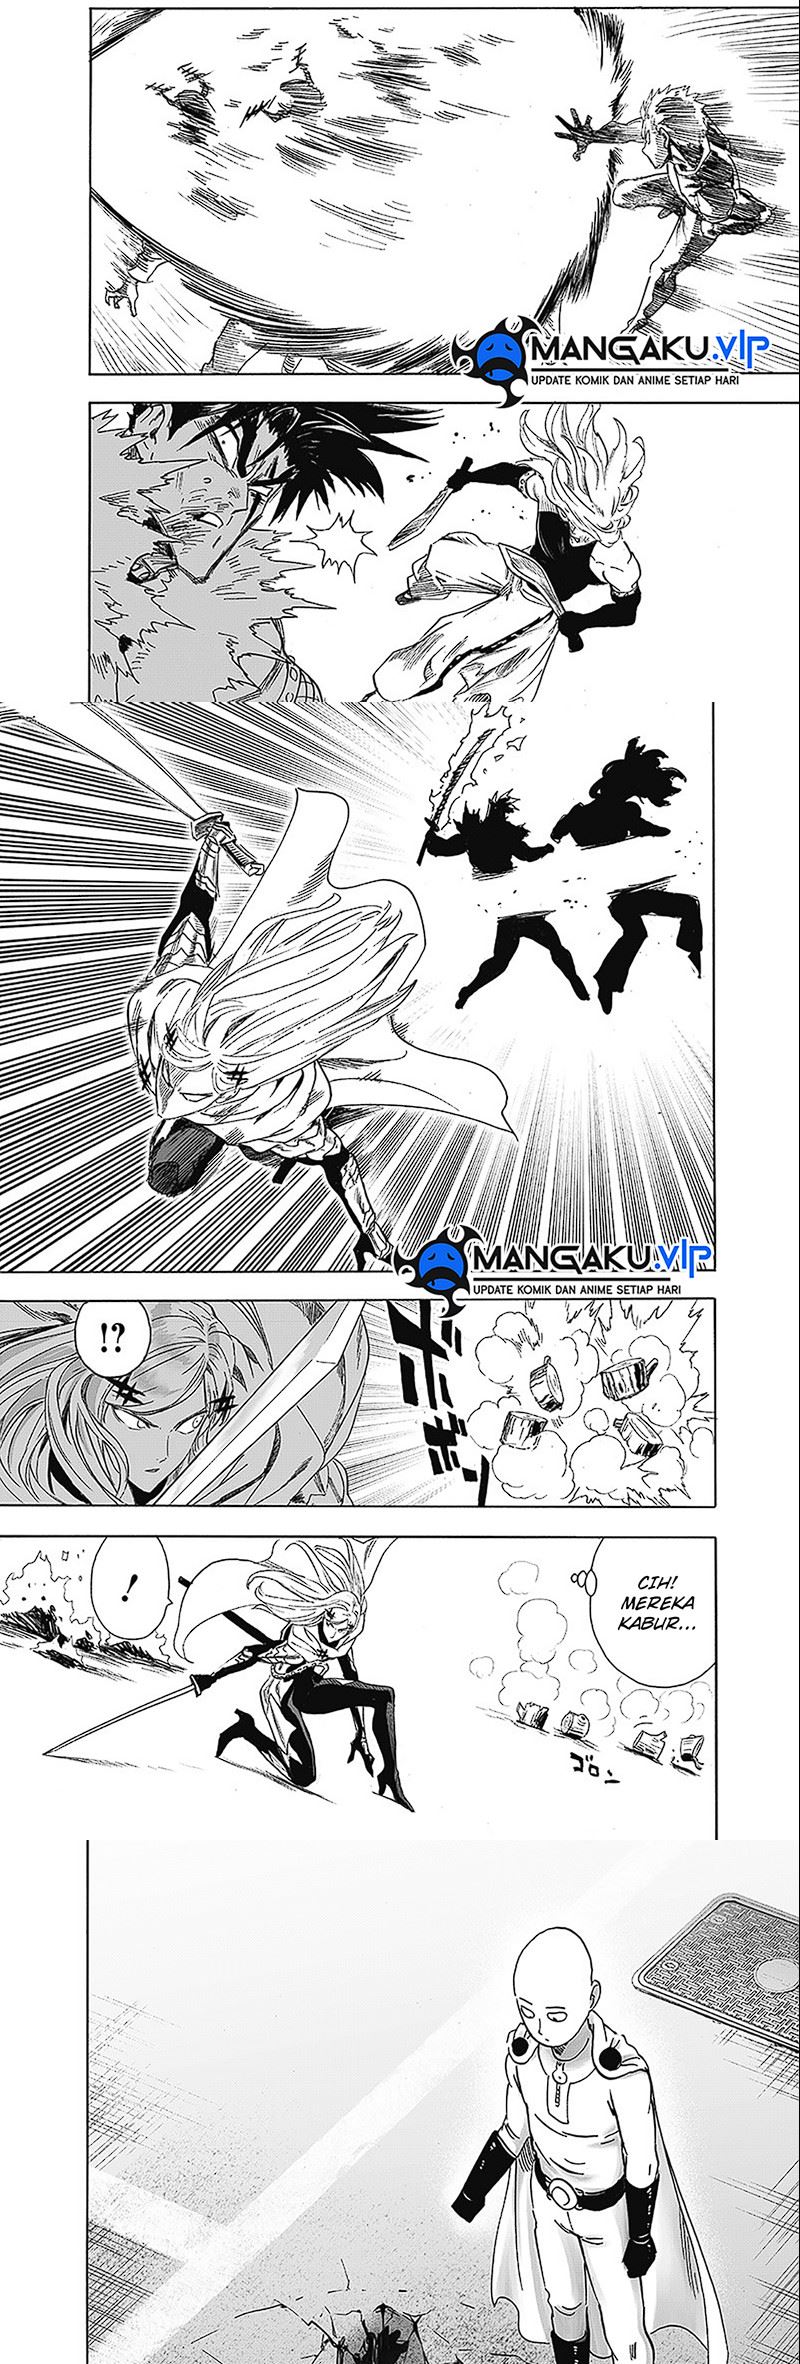 MANGAKU.VIP
UPDATE KOMIK DAN ANIME SETIAP HARI
MANGAKU.VIP
UPDATE KOMIK DAN ANIME SETIAP HARI
!?
!
CIH!
MEREKA
KABUR...
ゴロン